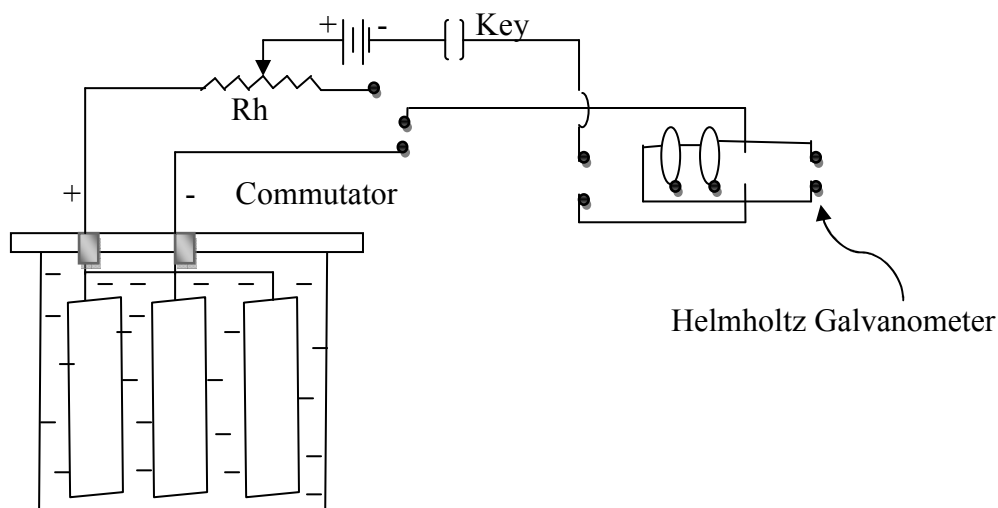 + - Key
Rh
+ - Commutator
Helmholtz Galvanometer